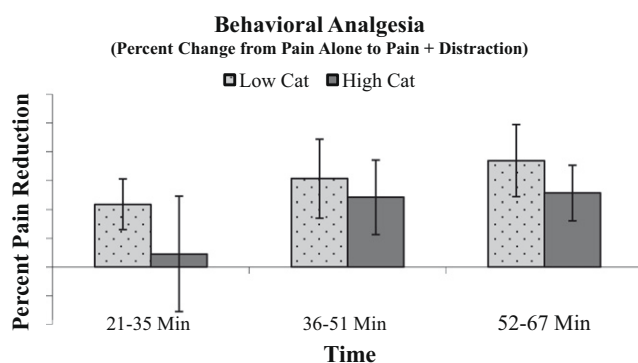 Behavioral Analgesia
(Percent Change from Pain Alone to Pain + Distraction)
Low Cat High Cat
Percent Pain Reduction
21-35 Min 36-51 Min 52-67 Min
Time